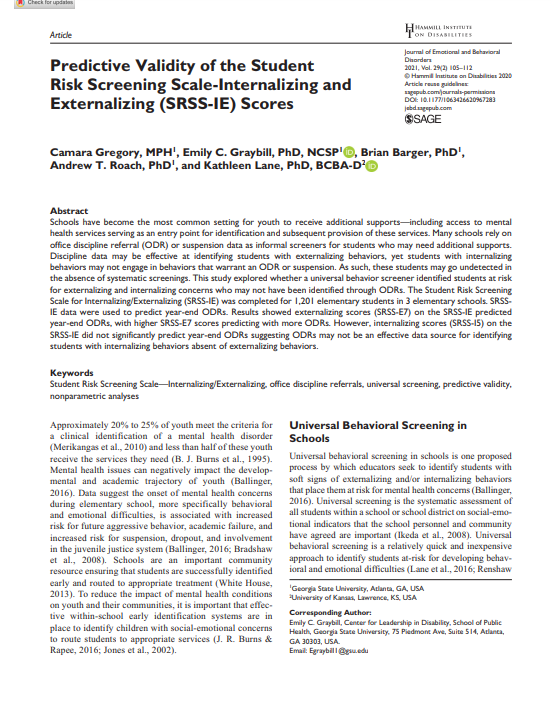 Check for updates
Article
HAMMILL INSTITUTE
ON DISABILITIES
Predictive Validity of the Student
Risk Screening Scale-Internalizing and
Externalizing (SRSS-IE) Scores
Journal of Emotional and Behavioral
Disorders
2021, Vol. 29(2) 105–112
© Hammill Institute on Disabilities 2020
Article reuse guidelines:
sagepub.com/journals-permissions
DOI: 10.1177/1063426620967283
jebd.sagepub.com
SAGE
Camara Gregory, MPH1, Emily C. Graybill, PhD, NCSP1 iD, Brian Barger, PhD1,
Andrew T. Roach, PhD1, and Kathleen Lane, PhD, BCBA-D2 iD
Abstract
Schools have become the most common setting for youth to receive additional supports—including access to mental
health services serving as an entry point for identification and subsequent provision of these services. Many schools rely on
office discipline referral (ODR) or suspension data as informal screeners for students who may need additional supports.
Discipline data may be effective at identifying students with externalizing behaviors, yet students with internalizing
behaviors may not engage in behaviors that warrant an ODR or suspension. As such, these students may go undetected in
the absence of systematic screenings. This study explored whether a universal behavior screener identified students at risk
for externalizing and internalizing concerns who may not have been identified through ODRs. The Student Risk Screening
Scale for Internalizing/Externalizing (SRSS-IE) was completed for 1,201 elementary students in 3 elementary schools. SRSS-
IE data were used to predict year-end ODRs. Results showed externalizing scores (SRS-E7) on the SRSS-IE predicted
year-end ODRs, with higher SRS-E7 scores predicting with more ODRs. However, internalizing scores (SRS-I5) on the
SRSS-IE did not significantly predict year-end ODRs suggesting ODRs may not be an effective data source for identifying
students with internalizing behaviors absent of externalizing behaviors.
Keywords
Student Risk Screening Scale—Internalizing/Externalizing, office discipline referrals, universal screening, predictive validity,
nonparametric analyses
Approximately 20% to 25% of youth meet the criteria for
a clinical identification of a mental health disorder
(Merikangas et al., 2010) and less than half of these youth
receive the services they need (B. J. Burns et al., 1995).
Mental health issues can negatively impact the develop-
mental and academic trajectory of youth (Ballinger,
2016). Data suggest the onset of mental health concerns
during elementary school, more specifically behavioral
and emotional difficulties, is associated with increased
risk for future aggressive behavior, academic failure, and
increased risk for suspension, dropout, and involvement
in the juvenile justice system (Ballinger, 2016; Bradshaw
et al., 2008). Schools are an important community
resource ensuring that students are successfully identified
early and routed to appropriate treatment (White House,
2013). To reduce the impact of mental health conditions
on youth and their communities, it is important that effec-
tive within-school early identification systems are in
place to identify children with social-emotional concerns
to route students to appropriate services (J. R. Burns &
Rapee, 2016; Jones et al., 2002).
Universal Behavioral Screening in
Schools
Universal behavioral screening in schools is one proposed
process by which educators seek to identify students with
soft signs of externalizing and/or internalizing behaviors
that place them at risk for mental health concerns (Ballinger,
2016). Universal screening is the systematic assessment of
all students within a school or school district on social-emo-
tional indicators that the school personnel and community
have agreed are important (Ikeda et al., 2008). Universal
behavioral screening is a relatively quick and inexpensive
approach to identify students at-risk for developing behav-
ioral and emotional difficulties (Lane et al., 2016; Renshaw
1Georgia State University, Atlanta, GA, USA
2University of Kansas, Lawrence, KS, USA
Corresponding Author:
Emily C. Graybill, Center for Leadership in Disability, School of Public
Health, Georgia State University, 75 Piedmont Ave, Suite 514, Atlanta,
GA 30303, USA.
Email: Egraybill1@gsu.edu